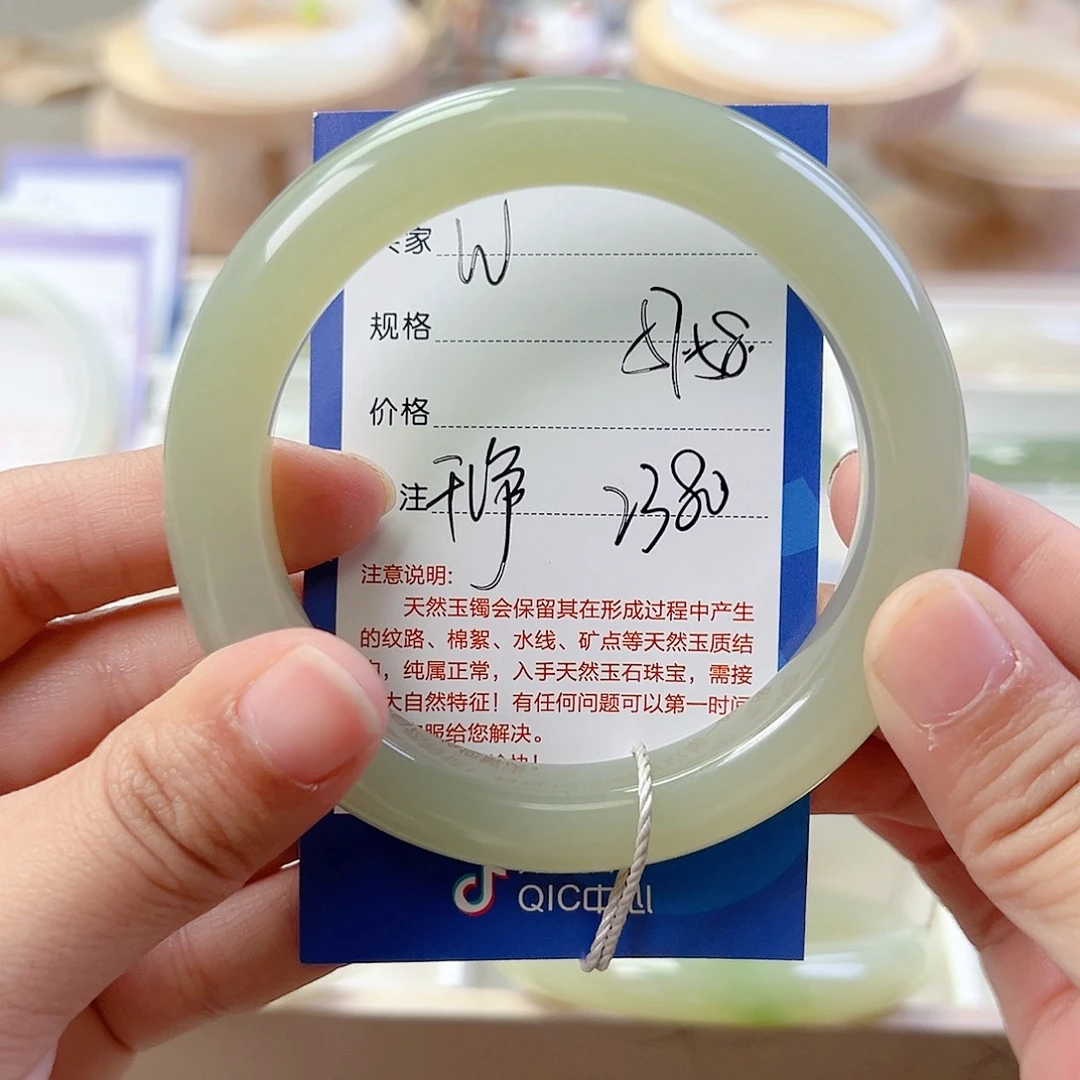 家 W
规格
价格
注 干净 2380
注意说明:
天然玉镯会保留其在形成过程中产生
的纹路、棉絮、水线、矿点等天然玉质结
,纯属正常，入手天然玉石珠宝，需接
大自然特征！有任何问题可以第一时间
服给您解决。
QIC中心